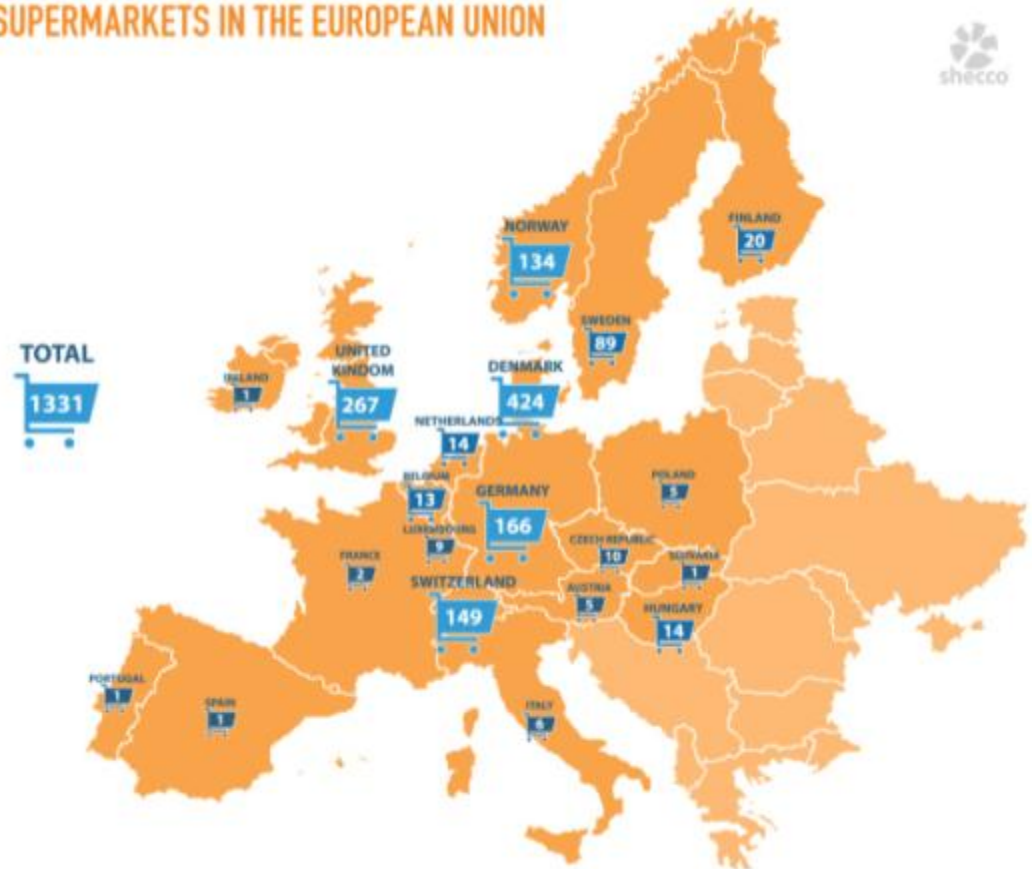 SUPERMARKETS IN THE EUROPEAN UNION
shecco
NORWAY
134
FINLAND
20
SWEDEN
89
TOTAL
1331
IRELAND
1
UNITED
KINDOM
267
DENMARK
424
NETHERLANDS
14
BELGIUM
13
GERMANY
166
POLAND
5
LUXEMBOURG
9
CZECH REPUBLIC
10
SLOVAKIA
1
FRANCE
2
SWITZERLAND
149
AUSTRIA
5
HUNGARY
14
PORTUGAL
1
SPAIN
1
ITALY
6